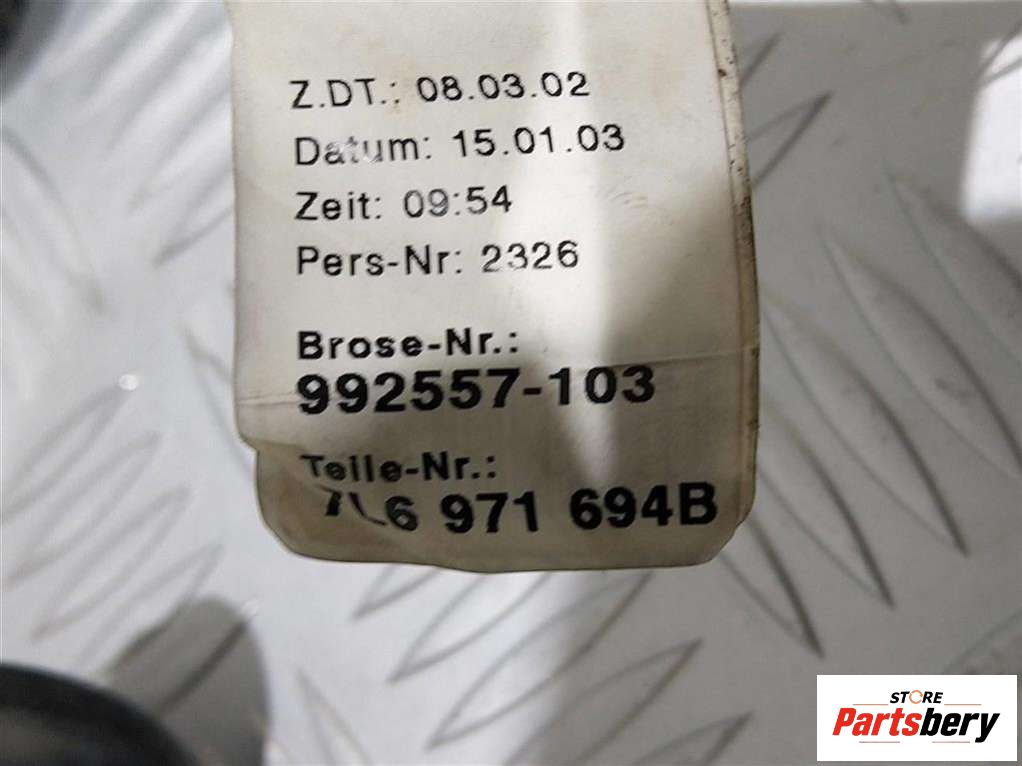 Z.DT.: 08.03.02
Datum: 15.01.03
Zeit: 09:54
Pers-Nr: 2326
Brose-Nr.:
992557-103
Teile-Nr.:
7L6 971 694B
STORE
Partsbery